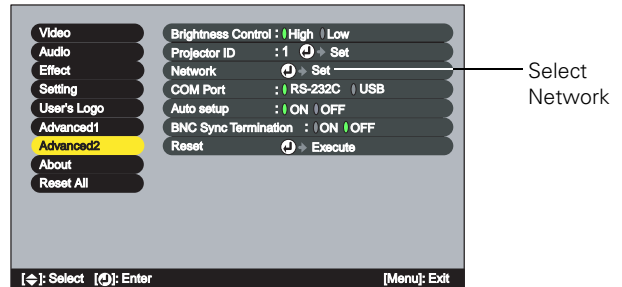 Video
Audio
Effect
Setting
User's Logo
Advanced1
Advanced2
About
Reset All
Brightness Control : High Low
Projector ID : 1 Set
Network Set
COM Port : RS-232C USB
Auto setup : ON OFF
BNC Sync Termination : ON OFF
Reset Execute
Select
Network
[ ]: Select [ ]: Enter [Menu]: Exit